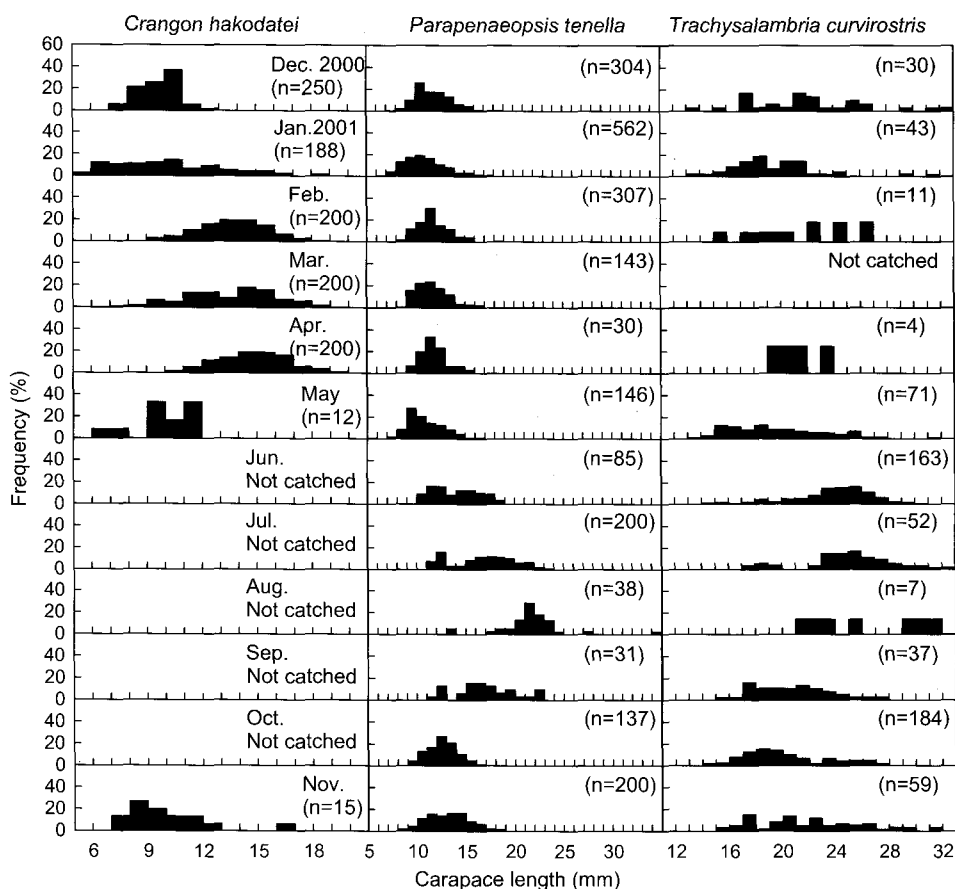 Crangon hakodatei Parapenaeopsis tenella Trachysalambria curvirostris
60
40
20
0
Dec. 2000
(n=250)
(n=304)
(n=30)
40
20
0
Jan.2001
(n=188)
(n=562)
(n=43)
40
20
0
Feb.
(n=200)
(n=307)
(n=11)
40
20
0
Mar.
(n=200)
(n=143)
Not catched
40
20
0
Apr.
(n=200)
(n=30)
(n=4)
40
20
0
May
(n=12)
(n=146)
(n=71)
40
20
0
Jun.
Not catched
(n=85)
(n=163)
40
20
0
Jul.
Not catched
(n=200)
(n=52)
40
20
0
Aug.
Not catched
(n=38)
(n=7)
40
20
0
Sep.
Not catched
(n=31)
(n=37)
40
20
0
Oct.
Not catched
(n=137)
(n=184)
40
20
0
Nov.
(n=15)
(n=200)
(n=59)
Frequency (%)
6 9 12 15 18 5 10 15 20 25 30 12 16 20 24 28 32
Carapace length (mm)